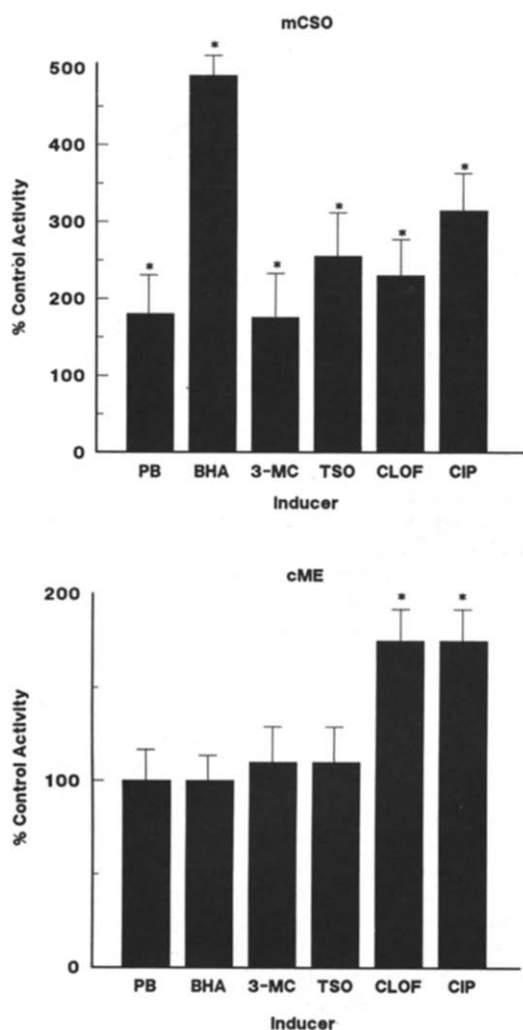 mCSO
500
400
300
200
100
0
% Control Activity
* * * * * *
PB BHA 3-MC TSO CLOF CIP
Inducer
cME
200
100
0
% Control Activity
* *
PB BHA 3-MC TSO CLOF CIP
Inducer